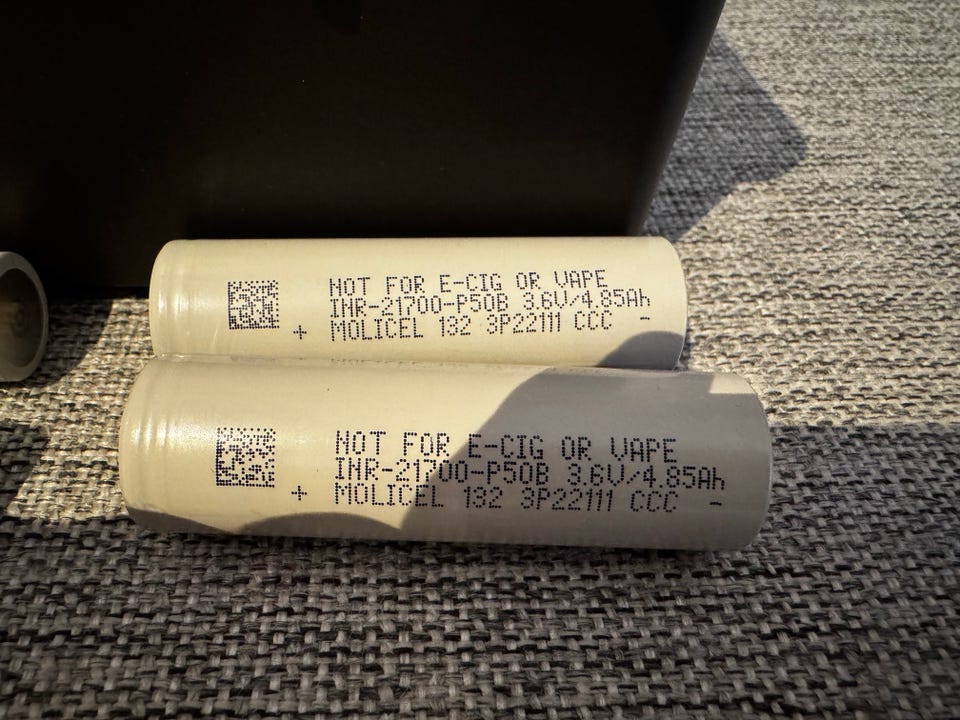 NOT FOR E-CIG OR VAPE
INR-21700-P50B 3.6V/4.85Ah
+ MOLICEL 132 3P22111 CCC -
NOT FOR E-CIG OR VAPE
INR-21700-P50B 3.6V/4.85Ah
+ MOLICEL 132 3P22111 CCC -